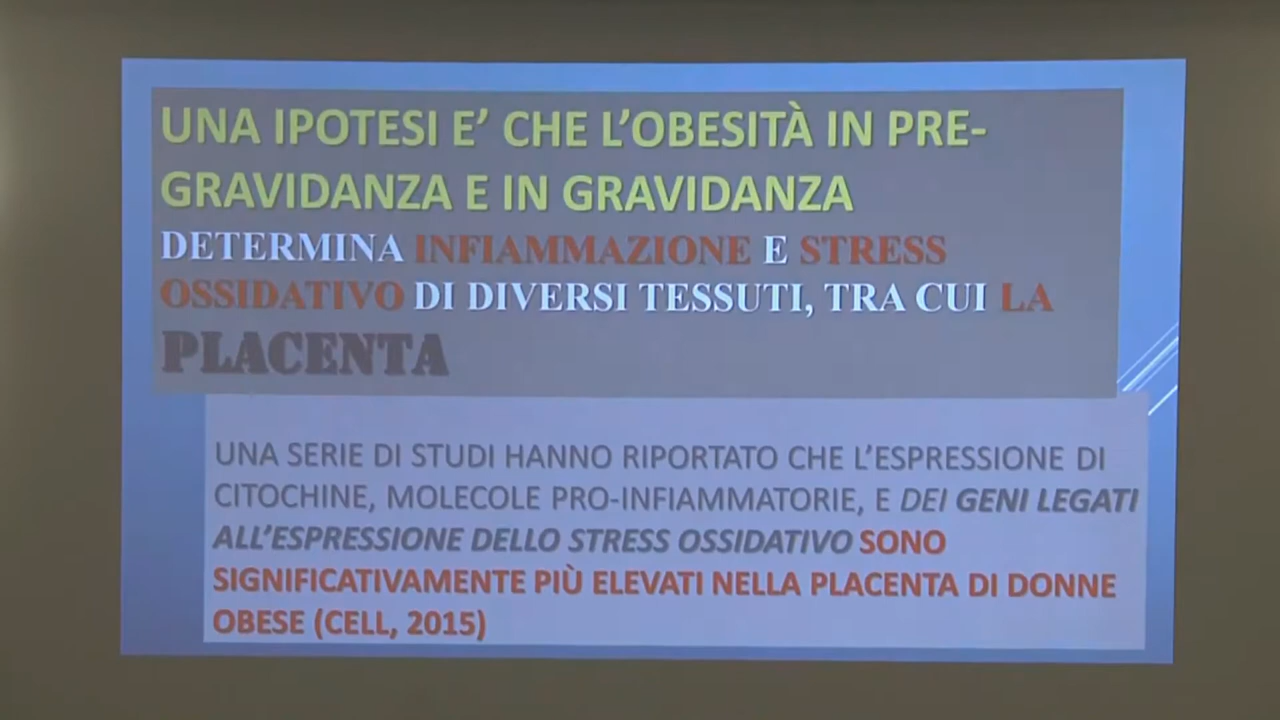 UNA IPOTESI E' CHE L'OBESITÀ IN PRE-
GRAVIDANZA E IN GRAVIDANZA
DETERMINA INFIAMMAZIONE E STRESS
OSSIDATIVO DI DIVERSI TESSUTI, TRA CUI LA
PLACENTA
UNA SERIE DI STUDI HANNO RIPORTATO CHE L'ESPRESSIONE DI
CITOCHINE, MOLECOLE PRO-INFIAMMATORIE, E DEI GENI LEGATI
ALL'ESPRESSIONE DELLO STRESS OSSIDATIVO SONO
SIGNIFICATIVAMENTE PIÙ ELEVATI NELLA PLACENTA DI DONNE
OBESE (CELL, 2015)